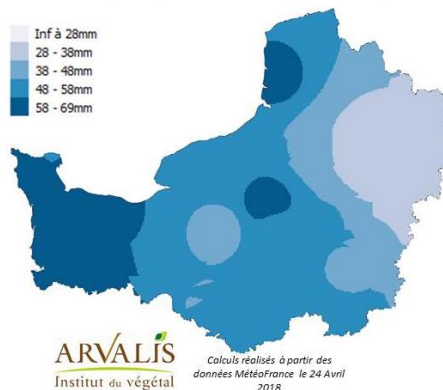 Inf à 28mm
28 - 38mm
38 - 48mm
48 - 58mm
58 - 69mm
ARVALIS
Institut du végétal
Calculs réalisés à partir des
données MétéoFrance le 24 Avril
2018